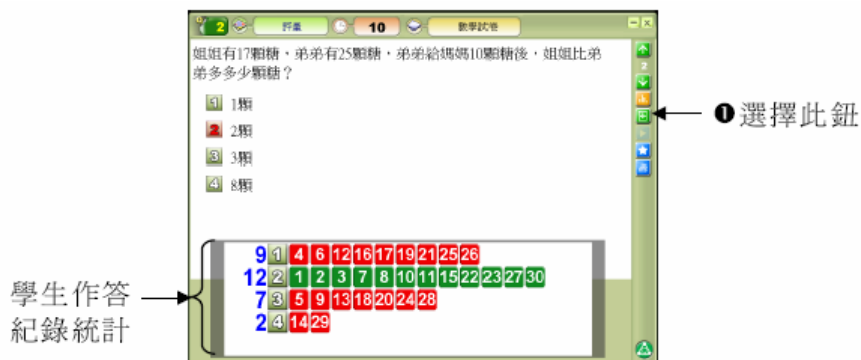 2 評量 10 數學試卷
姐姐有17顆糖，弟弟有25顆糖，弟弟給媽媽10顆糖後，姐姐比弟
弟多多少顆糖？
1 1顆
2 2顆
3 3顆
4 8顆
2
❶選擇此鈕
學生作答
紀錄統計
9 1 4 6 12 16 17 19 21 25 26
12 2 1 2 3 7 8 10 11 15 22 23 27 30
7 3 5 9 13 18 20 24 28
2 4 14 29